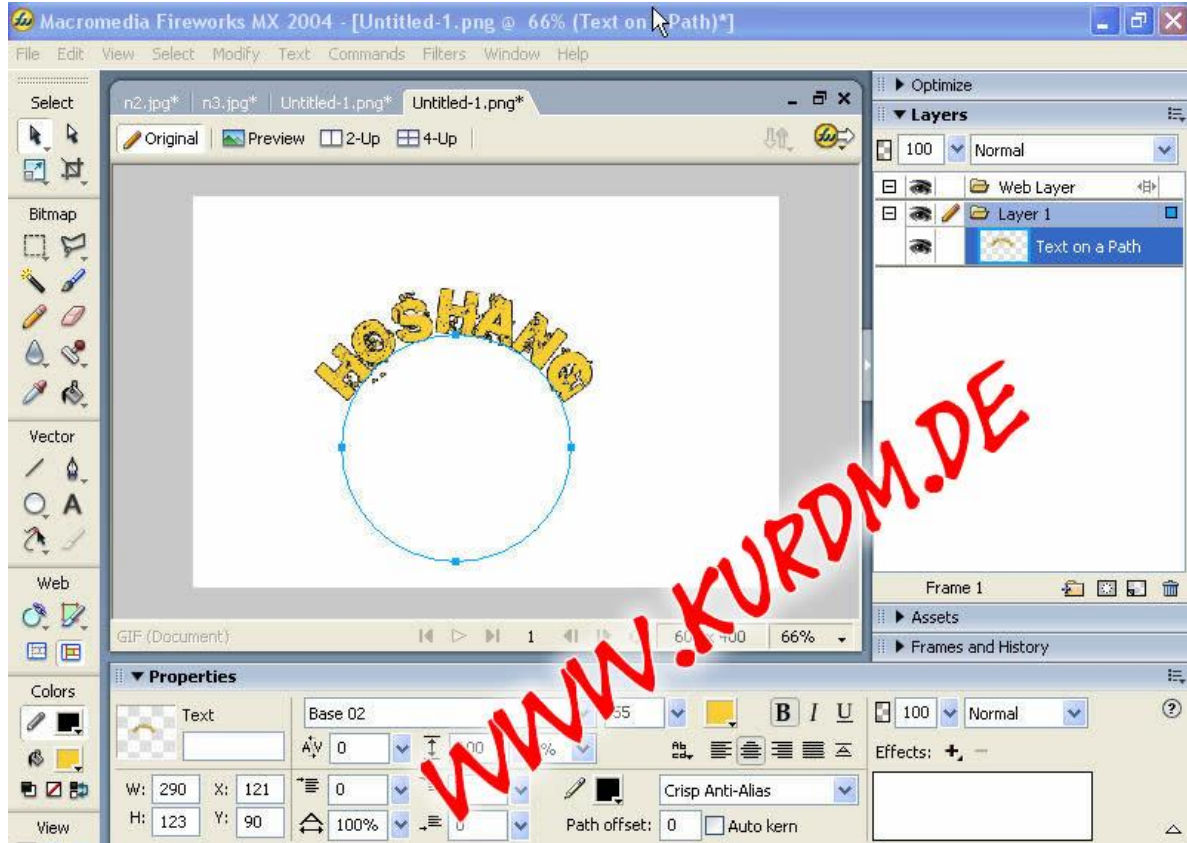 Macromedia Fireworks MX 2004 - [Untitled-1.png @ 66% (Text on a Path)*]
File Edit View Select Modify Text Commands Filters Window Help
Select
Bitmap
Vector
Web
Colors
View
n2.jpg* n3.jpg* Untitled-1.png* Untitled-1.png*
Original Preview 2-Up 4-Up
HOSHANG
GIF (Document) 1 66%
Optimize
Layers
100 Normal
Web Layer
Layer 1
Text on a Path
Frame 1
Assets
Frames and History
WWW.KURDM.DE
Properties
Text Base 02 B I U 100 Normal
AV 0 % Effects:
W: 290 X: 121 0 Crisp Anti-Alias
H: 123 Y: 90 100% 0 Path offset: 0 Auto kern